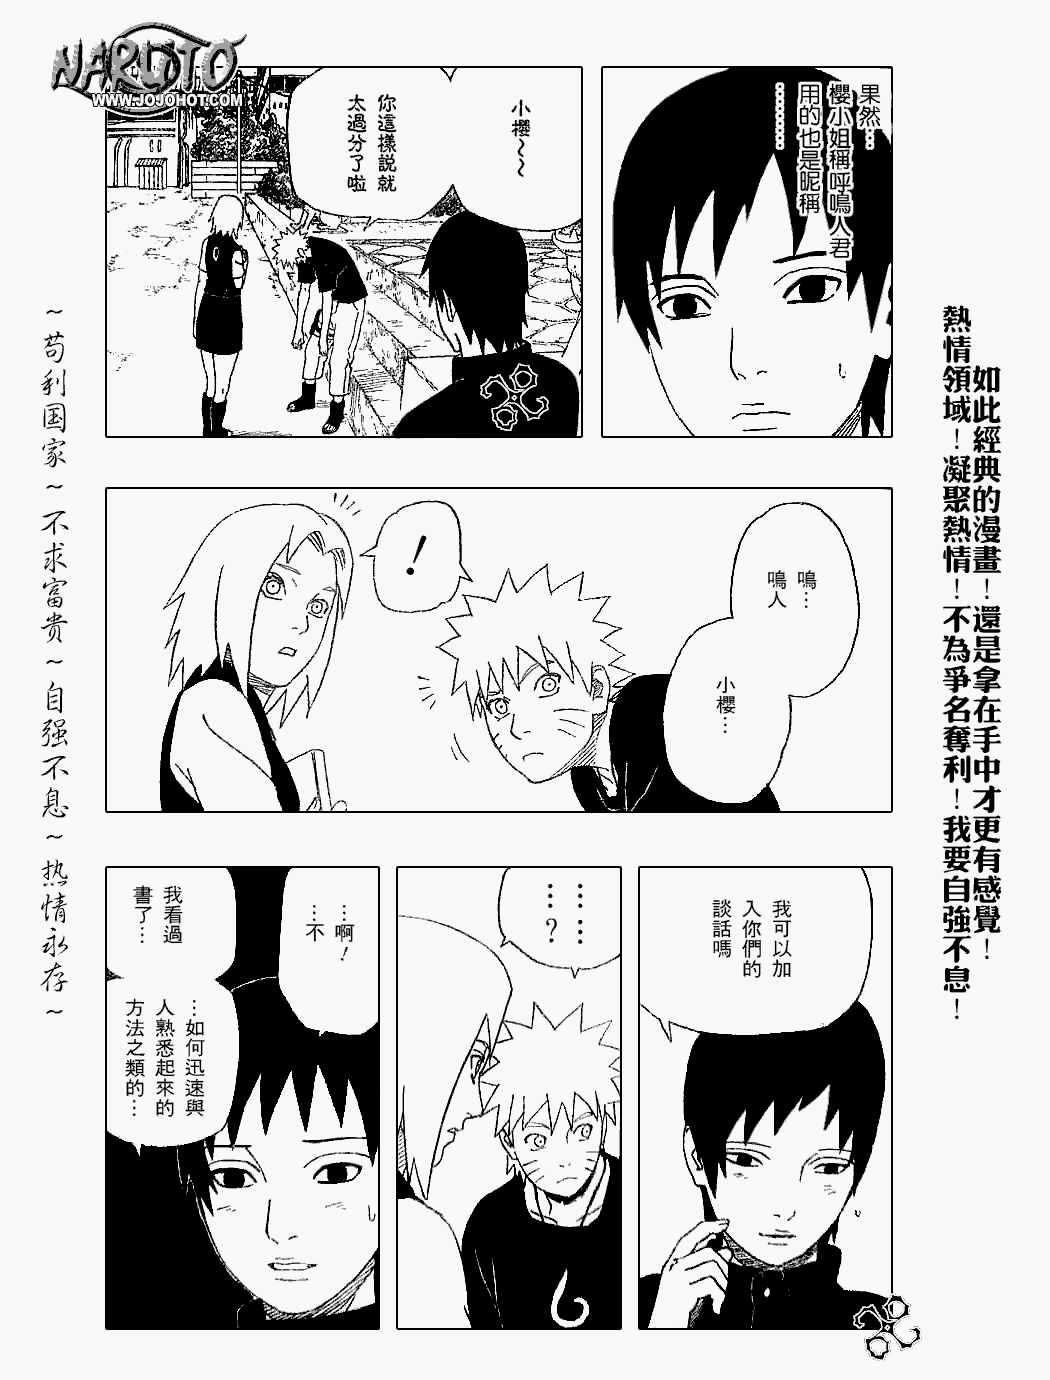 NARUTO
WWW.JOJOHOT.COM
果然…
櫻小姐稱呼鳴人君
用的也是昵稱
………
小櫻～～
你這樣説就
太過分了啦
鳴…
鳴人
小櫻…
！
我可以加
入你們的
談話嗎
……
…？
…啊！
…不
我看過
書了…
…如何迅速與
人熟悉起來的
方法之類的…
如此經典的漫畫！還是拿在手中才更有感覺！
熱情領域！凝聚熱情！不為爭名奪利！我要自強不息！
~苟利国家~不求富贵~自强不息~热情永存~